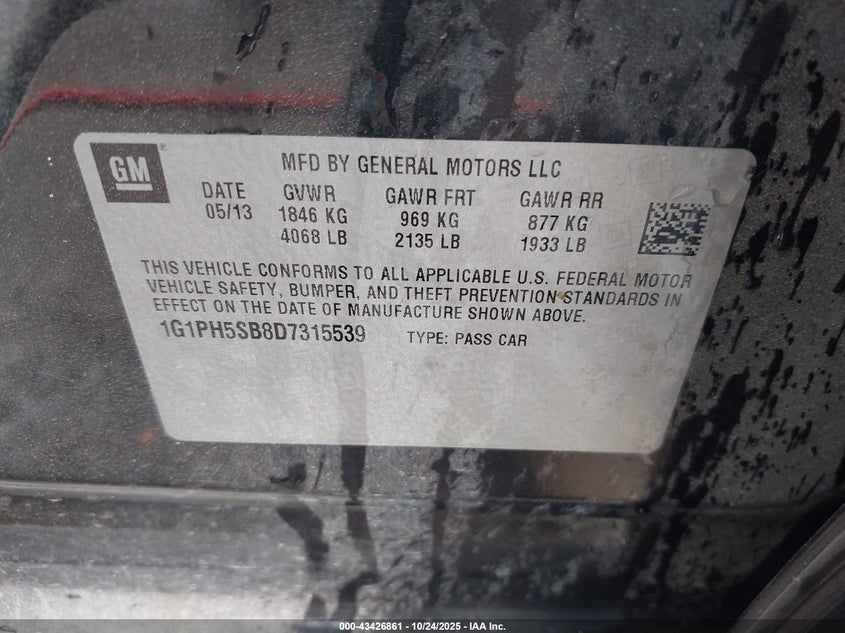 GM
MFD BY GENERAL MOTORS LLC
DATE GVWR GAWR FRT GAWR RR
05/13 1846 KG 969 KG 877 KG
4068 LB 2135 LB 1933 LB
THIS VEHICLE CONFORMS TO ALL APPLICABLE U.S. FEDERAL MOTOR
VEHICLE SAFETY, BUMPER, AND THEFT PREVENTION STANDARDS IN
EFFECT ON THE DATE OF MANUFACTURE SHOWN ABOVE.
1G1PH5SB8D7315539 TYPE: PASS CAR
000-43426861 - 10/24/2025 - IAA Inc.